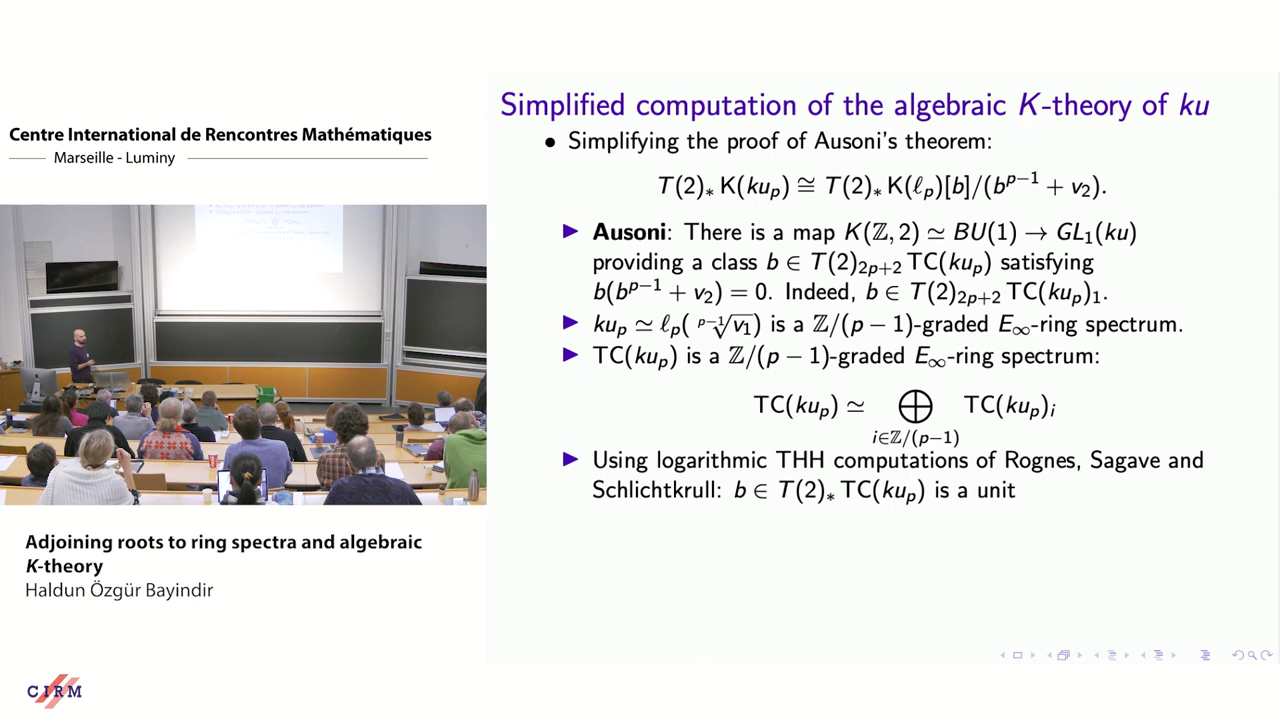 Centre International de Rencontres Mathématiques
Marseille - Luminy
Adjoining roots to ring spectra and algebraic
K-theory
Haldun Özgür Bayindir
CIRM
Simplified computation of the algebraic K-theory of ku
• Simplifying the proof of Ausoni's theorem:
T(2)₊ K(kuₚ) ≅ T(2)₊ K(ℓₚ)[b]/(bᵖ⁻¹ + v₂).
▶ Ausoni: There is a map K(ℤ, 2) ≃ BU(1) → GL₁(ku)
providing a class b ∈ T(2)₂ₚ₊₂ TC(kuₚ) satisfying
b(bᵖ⁻¹ + v₂) = 0. Indeed, b ∈ T(2)₂ₚ₊₂ TC(kuₚ)₁.
▶ kuₚ ≃ ℓₚ( ᵖ⁻¹√v₁) is a ℤ/(p − 1)-graded E∞-ring spectrum.
▶ TC(kuₚ) is a ℤ/(p − 1)-graded E∞-ring spectrum:
TC(kuₚ) ≃ ⊕ TC(kuₚ)ᵢ
i∈ℤ/(p−1)
▶ Using logarithmic THH computations of Rognes, Sagave and
Schlichtkrull: b ∈ T(2)∗ TC(kuₚ) is a unit